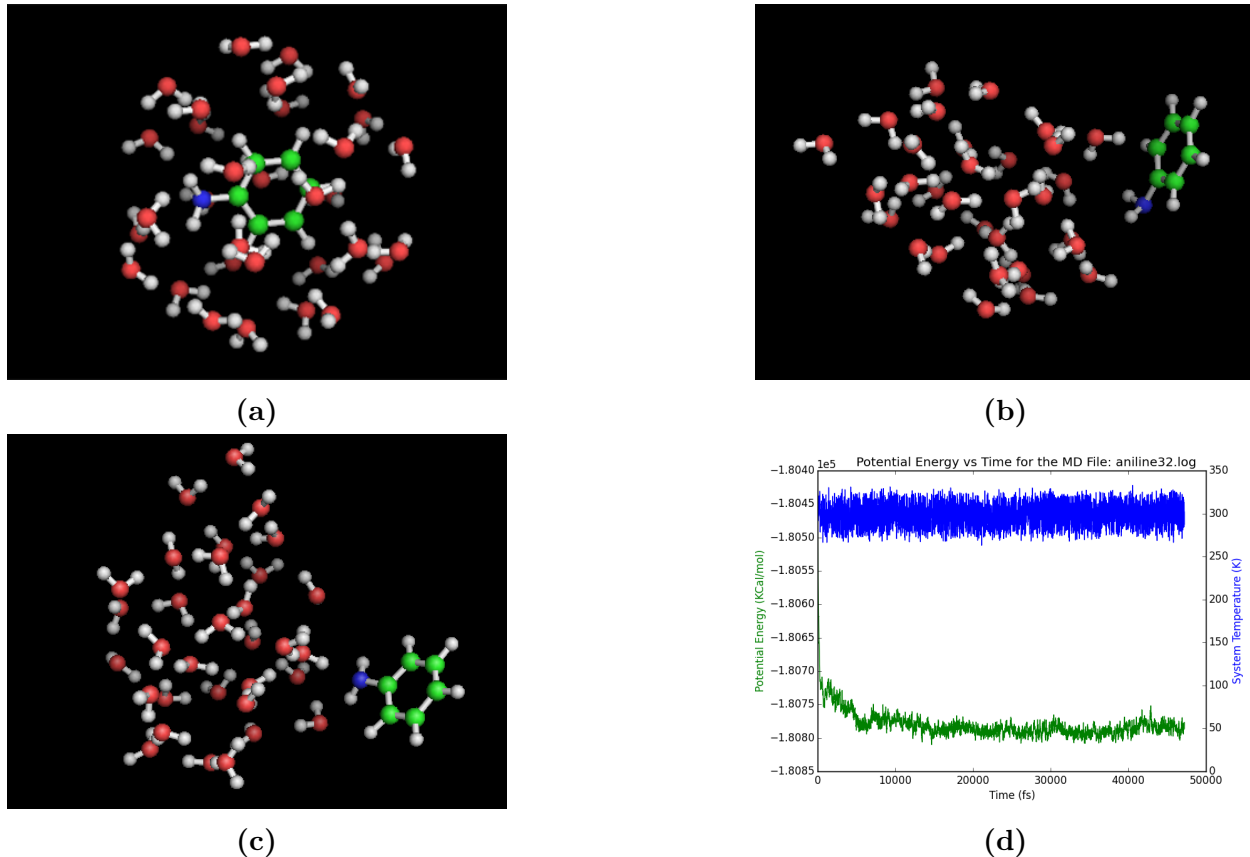 (a)
(b)
(c)
1e5 Potential Energy vs Time for the MD File: aniline32.log
−1.8040
−1.8045
−1.8050
−1.8055
−1.8060
−1.8065
−1.8070
−1.8075
−1.8080
−1.8085
Potential Energy (KCal/mol)
350
300
250
200
150
100
50
0
System Temperature (K)
0 10000 20000 30000 40000 50000
Time (fs)
(d)